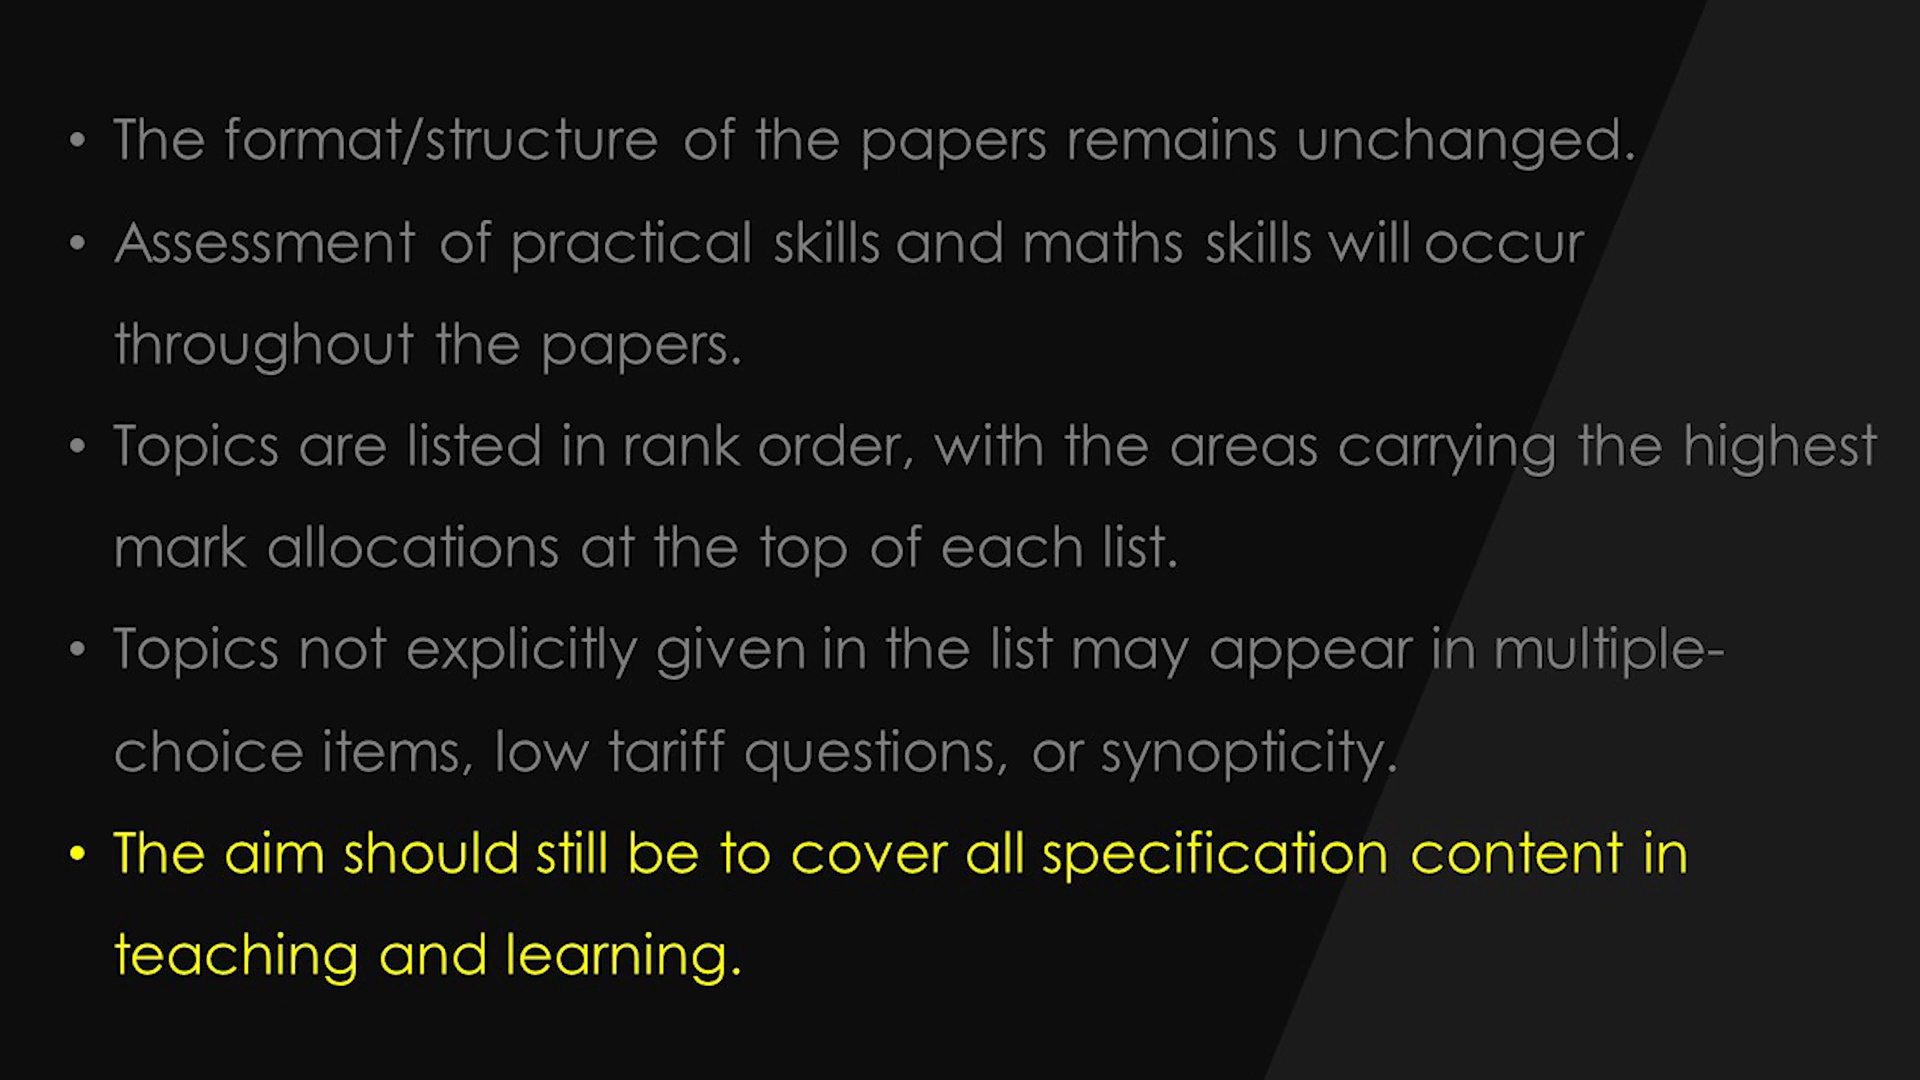 • The format/structure of the papers remains unchanged.
• Assessment of practical skills and maths skills will occur
throughout the papers.
• Topics are listed in rank order, with the areas carrying the highest
mark allocations at the top of each list.
• Topics not explicitly given in the list may appear in multiple-
choice items, low tariff questions, or synopticity.
• The aim should still be to cover all specification content in
teaching and learning.